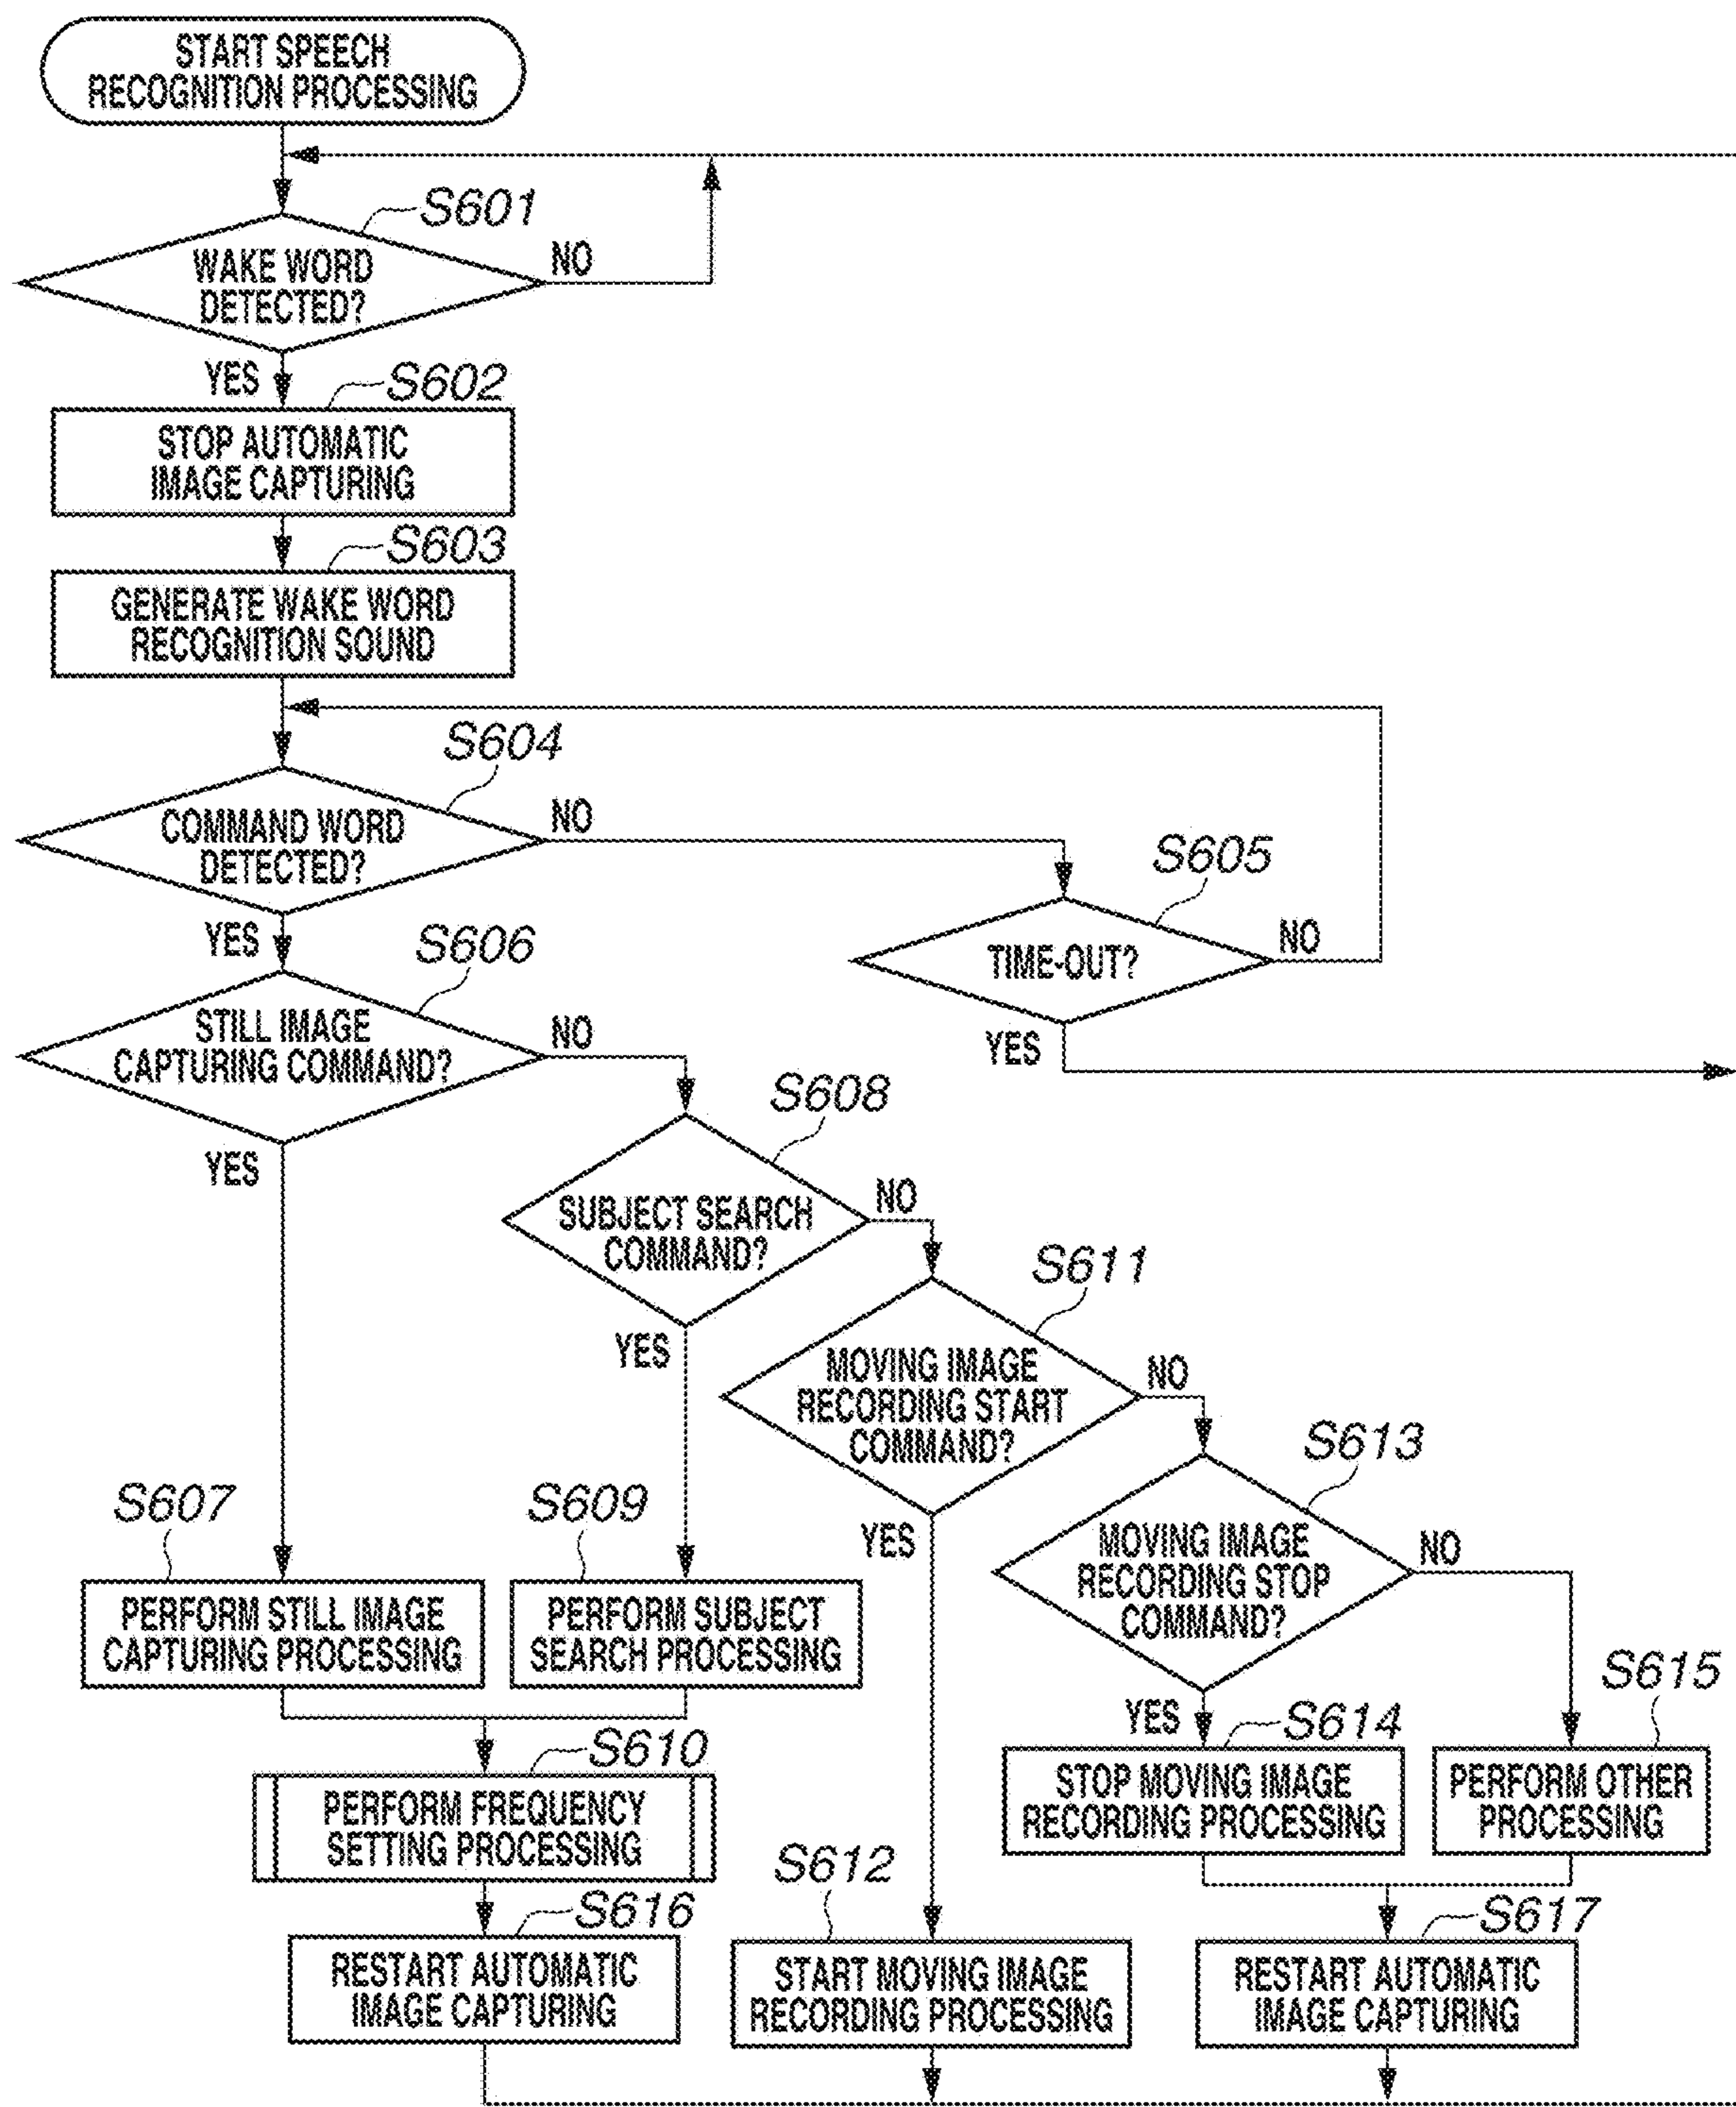 START SPEECH
RECOGNITION PROCESSING
S601
WAKE WORD
DETECTED?
NO
YES
S602
STOP AUTOMATIC
IMAGE CAPTURING
S603
GENERATE WAKE WORD
RECOGNITION SOUND
S604
COMMAND WORD
DETECTED?
NO
YES
S605
TIME-OUT?
NO
YES
S606
STILL IMAGE
CAPTURING COMMAND?
NO
YES
S608
SUBJECT SEARCH
COMMAND?
NO
YES
S611
MOVING IMAGE
RECORDING START
COMMAND?
NO
YES
S613
MOVING IMAGE
RECORDING STOP
COMMAND?
NO
YES
S607
PERFORM STILL IMAGE
CAPTURING PROCESSING
S609
PERFORM SUBJECT
SEARCH PROCESSING
S615
PERFORM OTHER
PROCESSING
S614
STOP MOVING IMAGE
RECORDING PROCESSING
S610
PERFORM FREQUENCY
SETTING PROCESSING
S612
START MOVING IMAGE
RECORDING PROCESSING
S616
RESTART AUTOMATIC
IMAGE CAPTURING
S617
RESTART AUTOMATIC
IMAGE CAPTURING